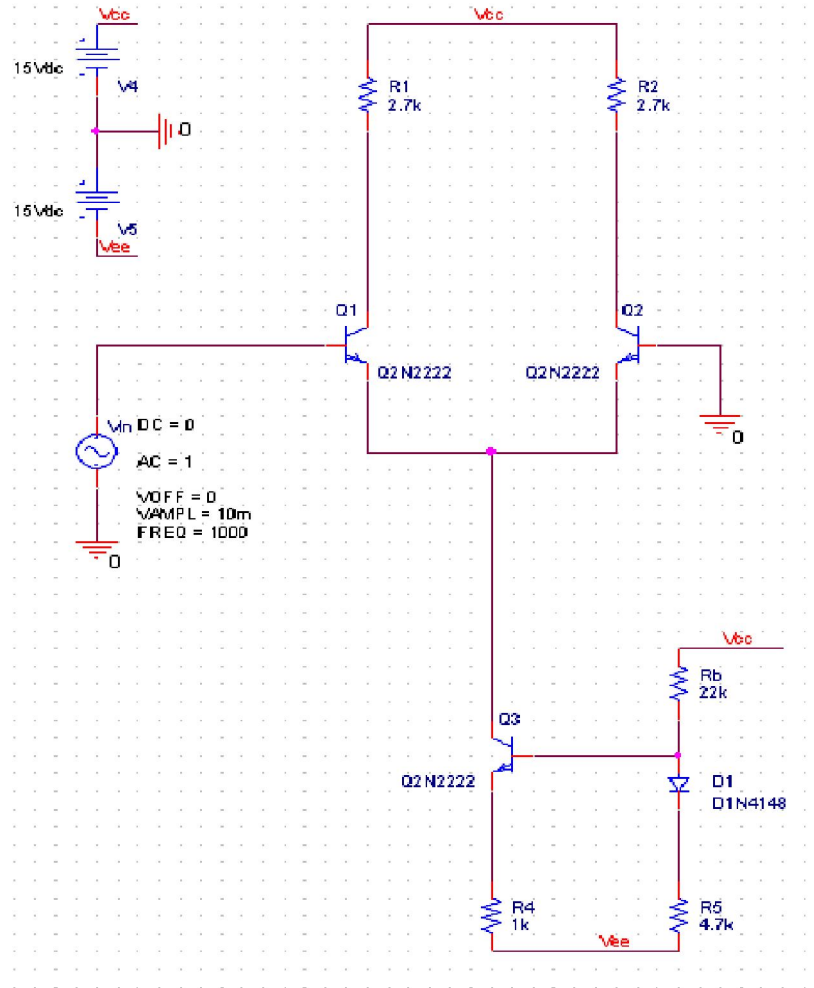 Vcc
15Vdc
V4
0
15Vdc
V5
Vee
Vcc
R1
2.7k
R2
2.7k
Q1
Q2N2222
Q2
Q2N2222
0
Vin
DC = 0
AC = 1
VOFF = 0
VAMPL = 10m
FREQ = 1000
0
Vcc
Rb
22k
Q3
Q2N2222
D1
D1N4148
R4
1k
R5
4.7k
Vee